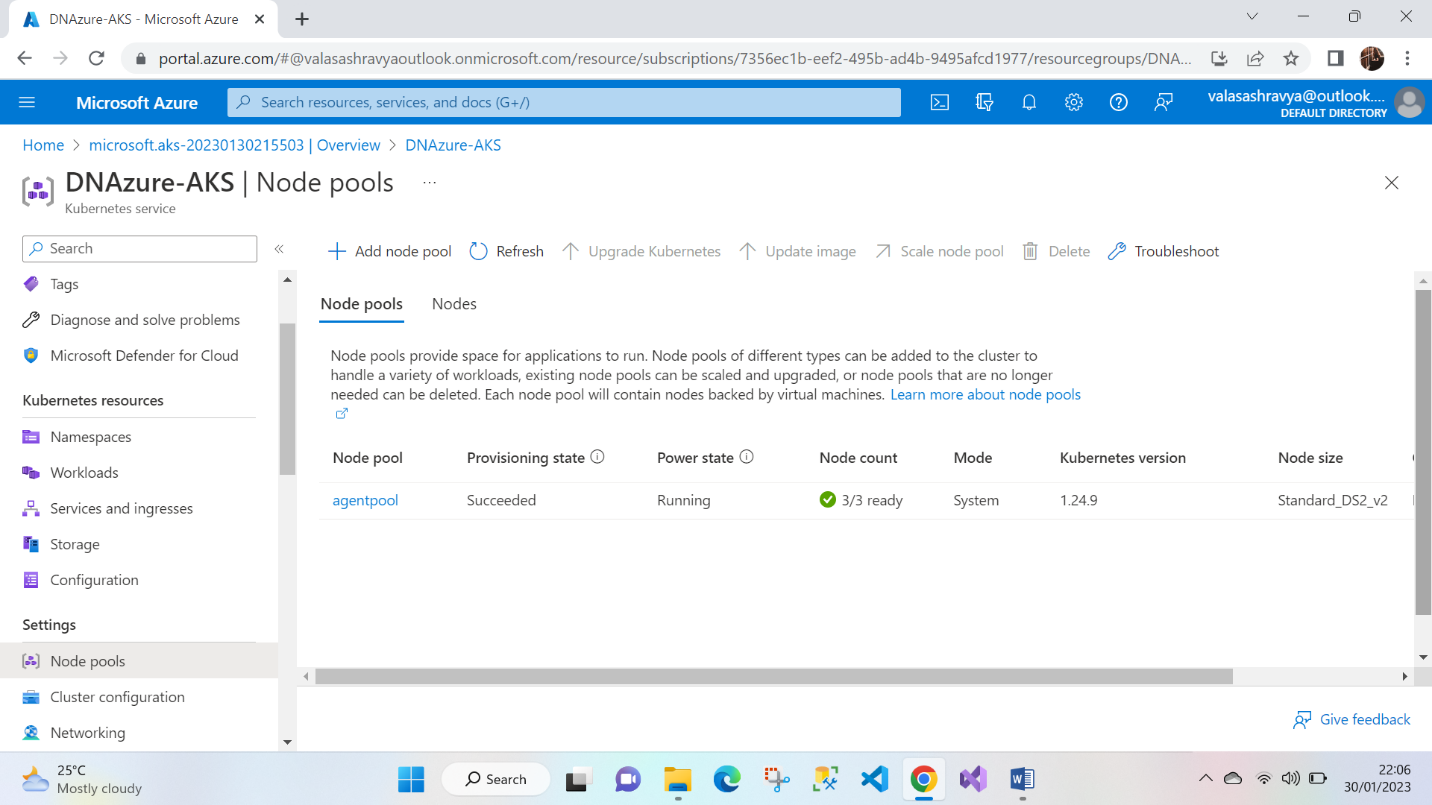 DNAzure-AKS - Microsoft Azure
portal.azure.com/#@valasashravyaoutlook.onmicrosoft.com/resource/subscriptions/7356ec1b-eef2-495b-ad4b-9495afcd1977/resourcegroups/DNA...
Microsoft Azure
Search resources, services, and docs (G+/)
valasashravya@outlook....
DEFAULT DIRECTORY
Home > microsoft.aks-20230130215503 | Overview > DNAzure-AKS
DNAzure-AKS | Node pools ...
Kubernetes service
Search
Tags
Diagnose and solve problems
Microsoft Defender for Cloud
Kubernetes resources
Namespaces
Workloads
Services and ingresses
Storage
Configuration
Settings
Node pools
Cluster configuration
Networking
Add node pool Refresh Upgrade Kubernetes Update image Scale node pool Delete Troubleshoot
Node pools Nodes
Node pools provide space for applications to run. Node pools of different types can be added to the cluster to
handle a variety of workloads, existing node pools can be scaled and upgraded, or node pools that are no longer
needed can be deleted. Each node pool will contain nodes backed by virtual machines. Learn more about node pools
Node pool Provisioning state Power state Node count Mode Kubernetes version Node size
agentpool Succeeded Running 3/3 ready System 1.24.9 Standard_DS2_v2
Give feedback
25°C
Mostly cloudy
Search
22:06
30/01/2023